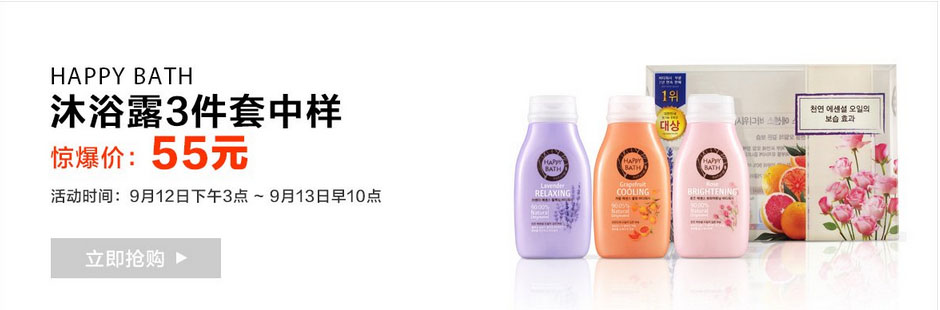 HAPPY BATH
沐浴露3件套中样
惊爆价：55元
活动时间：9月12日下午3点 ~ 9月13日早10点
立即抢购
1위
대상
천연 에센셜 오일의
보습 효과
HAPPY
BATH
Lavender
RELAXING
Natural
HAPPY
BATH
Grapefruit
COOLING
Natural
HAPPY
BATH
Rose
BRIGHTENING
Natural